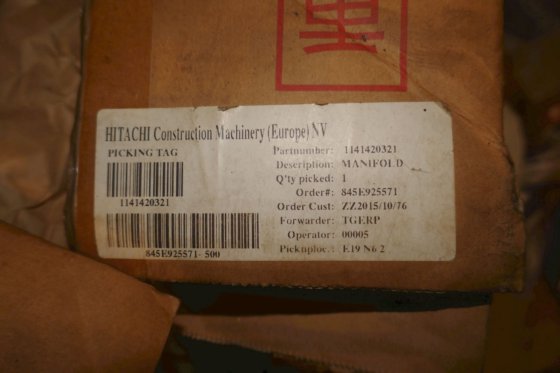 HITACHI Construction Machinery (Europe) NV
PICKING TAG
1141420321
845E925571 500
Partnumber: 1141420321
Description: MANIFOLD
Q'ty picked: 1
Order#: 845E925571
Order Cust: ZZ2015/10/76
Forwarder: TGERP
Operator: 00005
Picknploc.: E19 N6 2